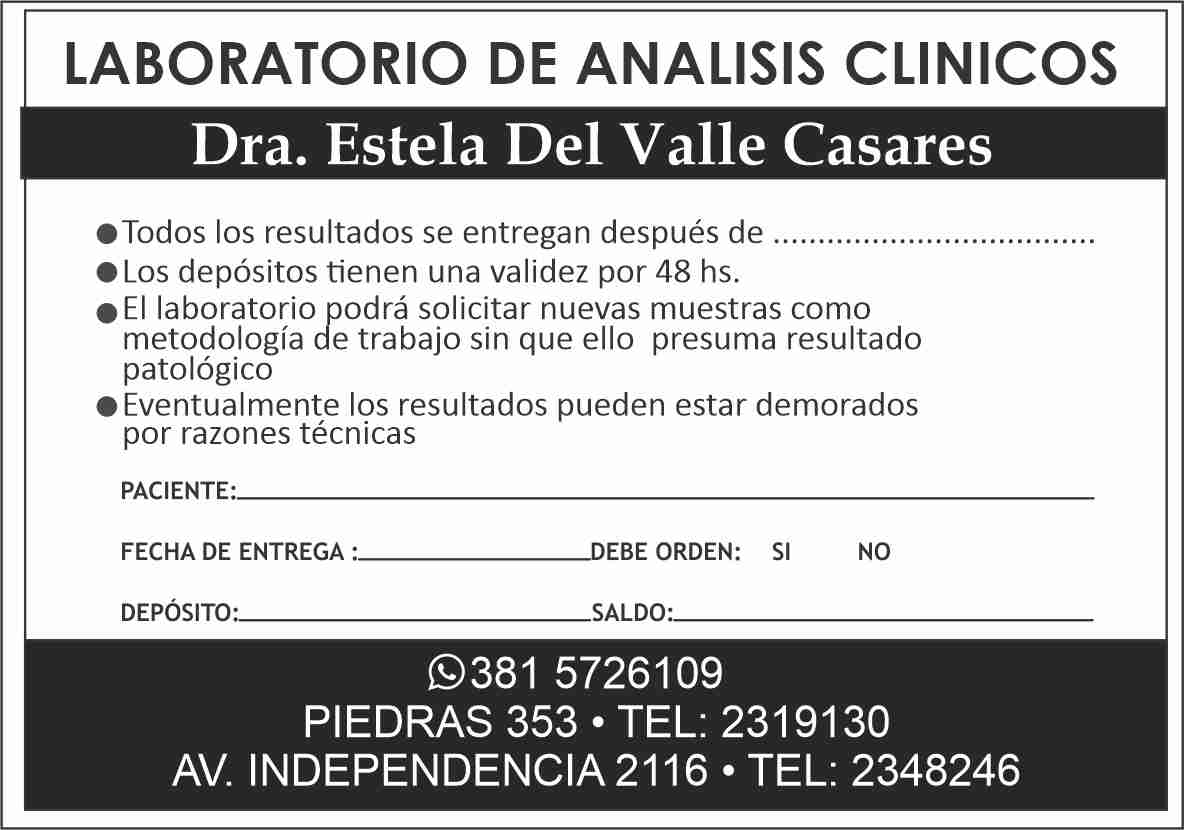 LABORATORIO DE ANALISIS CLINICOS
Dra. Estela Del Valle Casares
● Todos los resultados se entregan después de ....................................
● Los depósitos tienen una validez por 48 hs.
● El laboratorio podrá solicitar nuevas muestras como
metodología de trabajo sin que ello presuma resultado
patológico
● Eventualmente los resultados pueden estar demorados
por razones técnicas
PACIENTE:
FECHA DE ENTREGA : DEBE ORDEN: SI NO
DEPÓSITO: SALDO:
381 5726109
PIEDRAS 353 • TEL: 2319130
AV. INDEPENDENCIA 2116 • TEL: 2348246